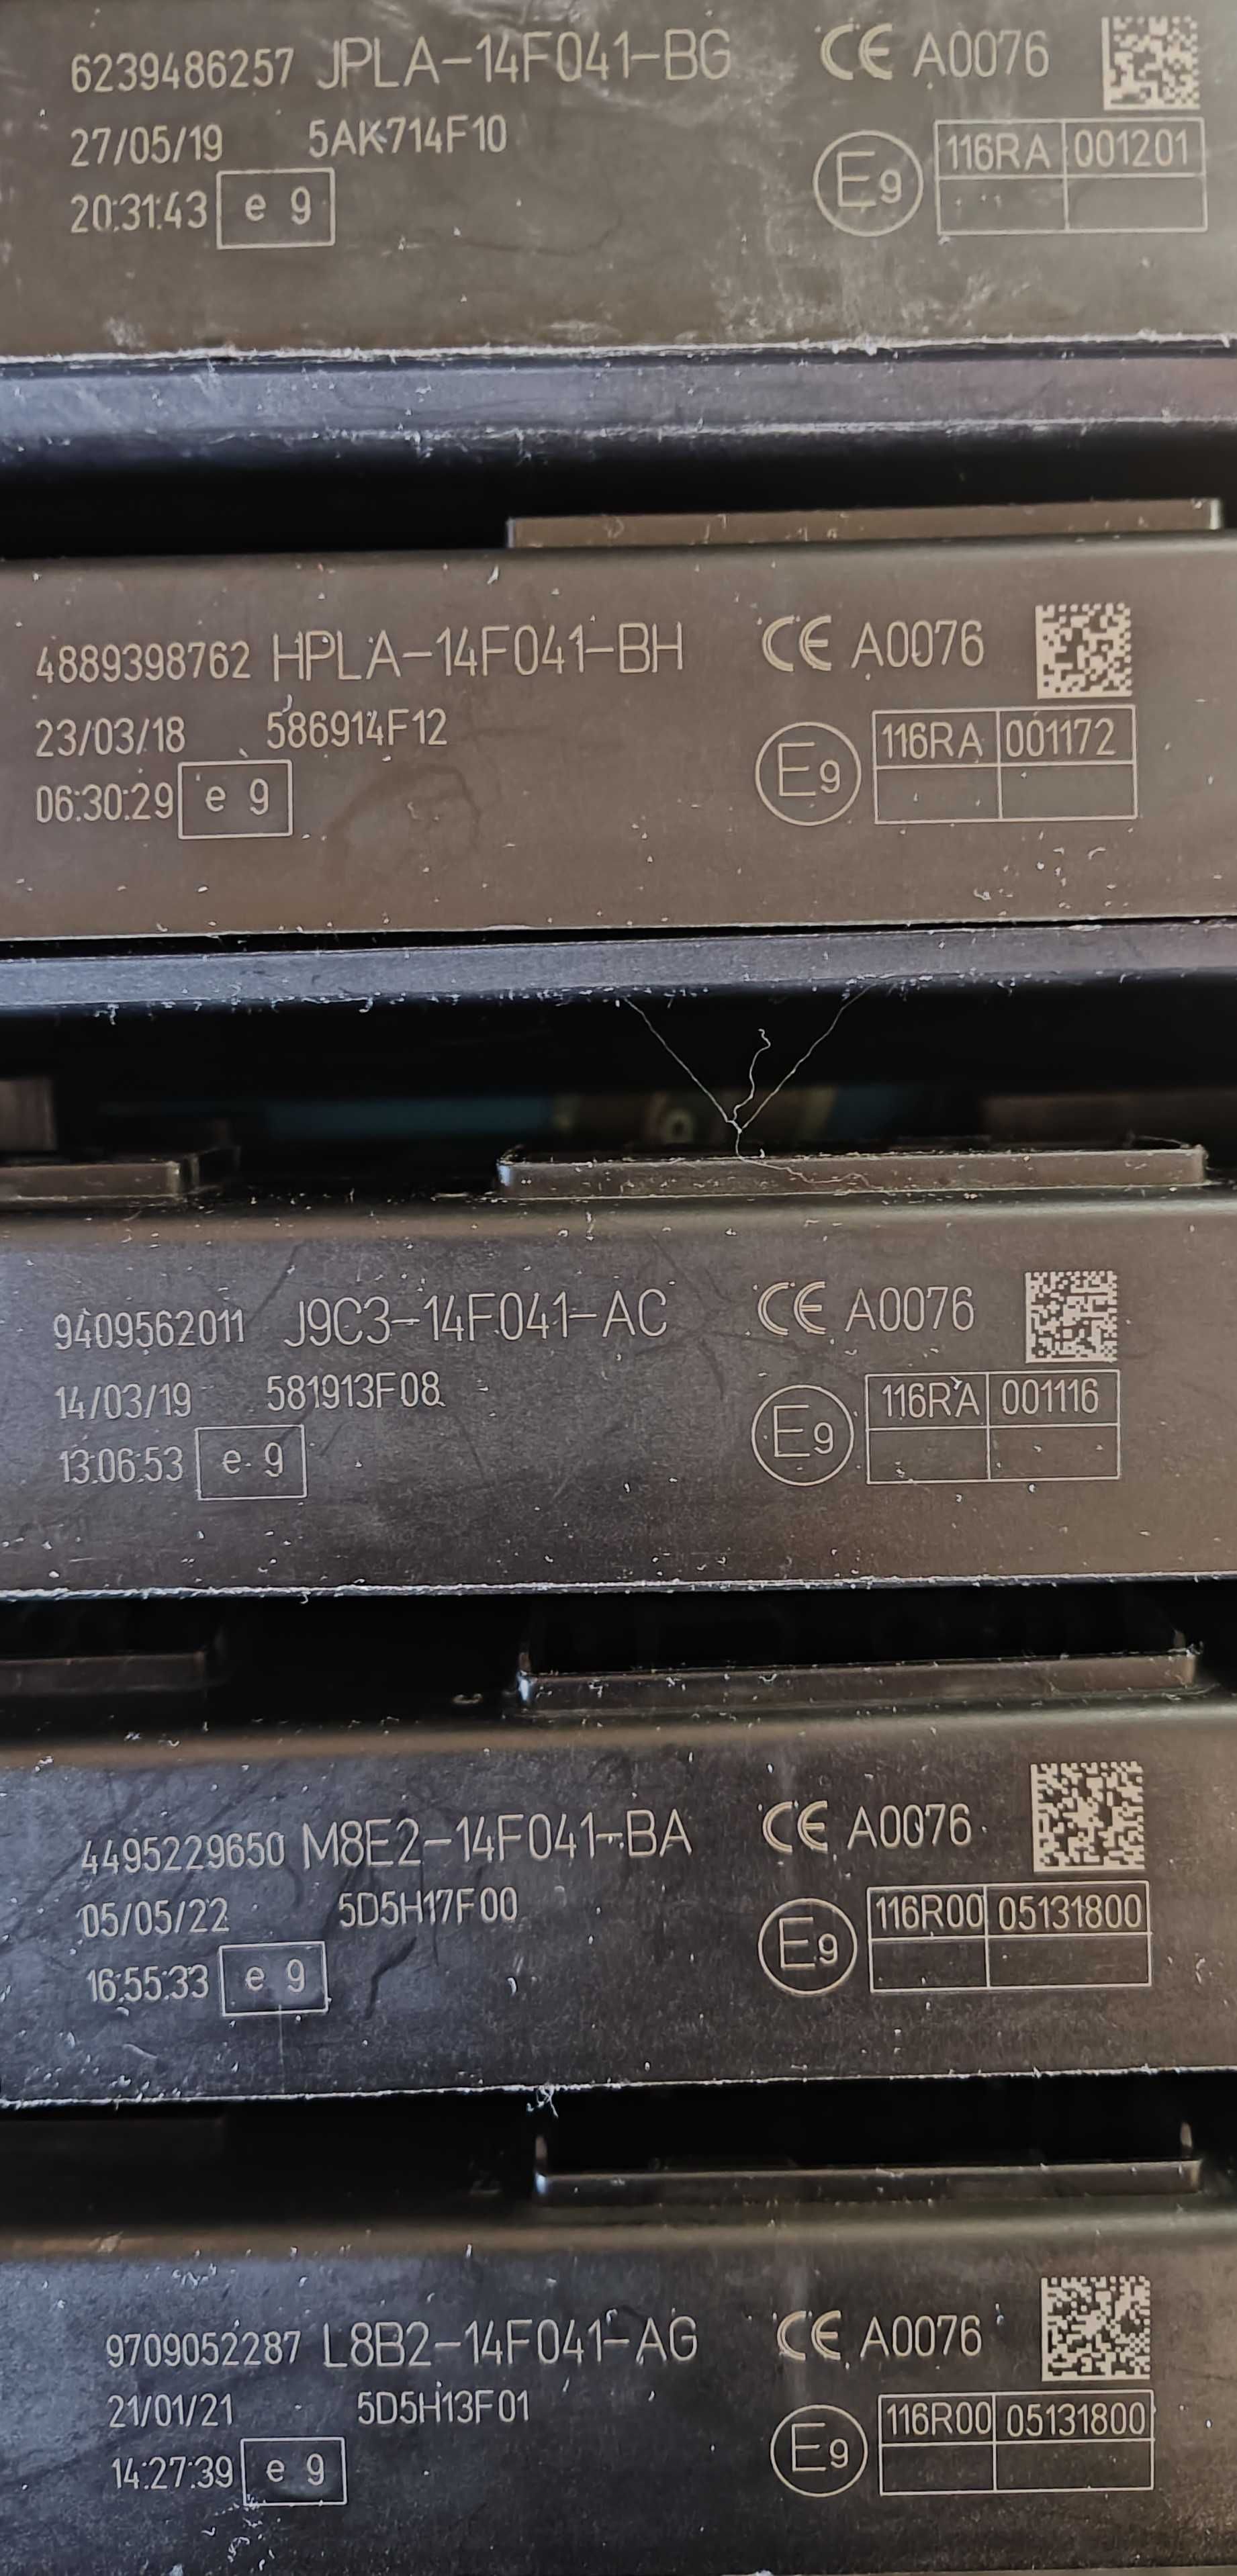 6239486257 JPLA-14F041-BG CE A0076
27/05/19 5AK714F10
116RA 001201
20:31:43 e 9 E9
4889398762 HPLA-14F041-BH CE A0076
23/03/18 586914F12
116RA 001172
06:30:29 e 9 E9
9409562011 J9C3-14F041-AC CE A0076
14/03/19 581913F08
116RA 001116
13:06:53 e 9 E9
4495229650 M8E2-14F041-BA CE A0076
05/05/22 5D5H17F00
116R00 05131800
16:55:33 e 9 E9
9709052287 L8B2-14F041-AG CE A0076
21/01/21 5D5H13F01
116R00 05131800
14:27:39 e 9 E9